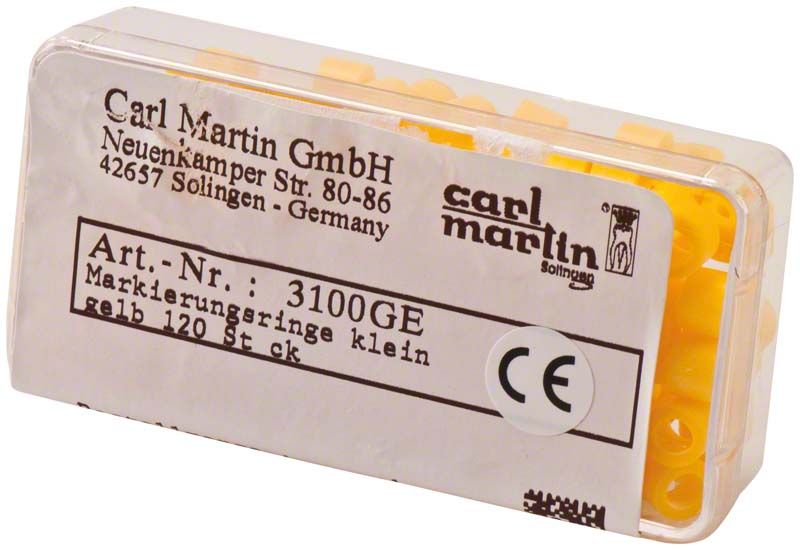 Carl Martin GmbH
Neuenkamper Str. 80-86
42657 Solingen - Germany
carl
martin
Solingen
®
Art.-Nr.: 3100GE
Markierungsringe klein
gelb 120 St ck
CE